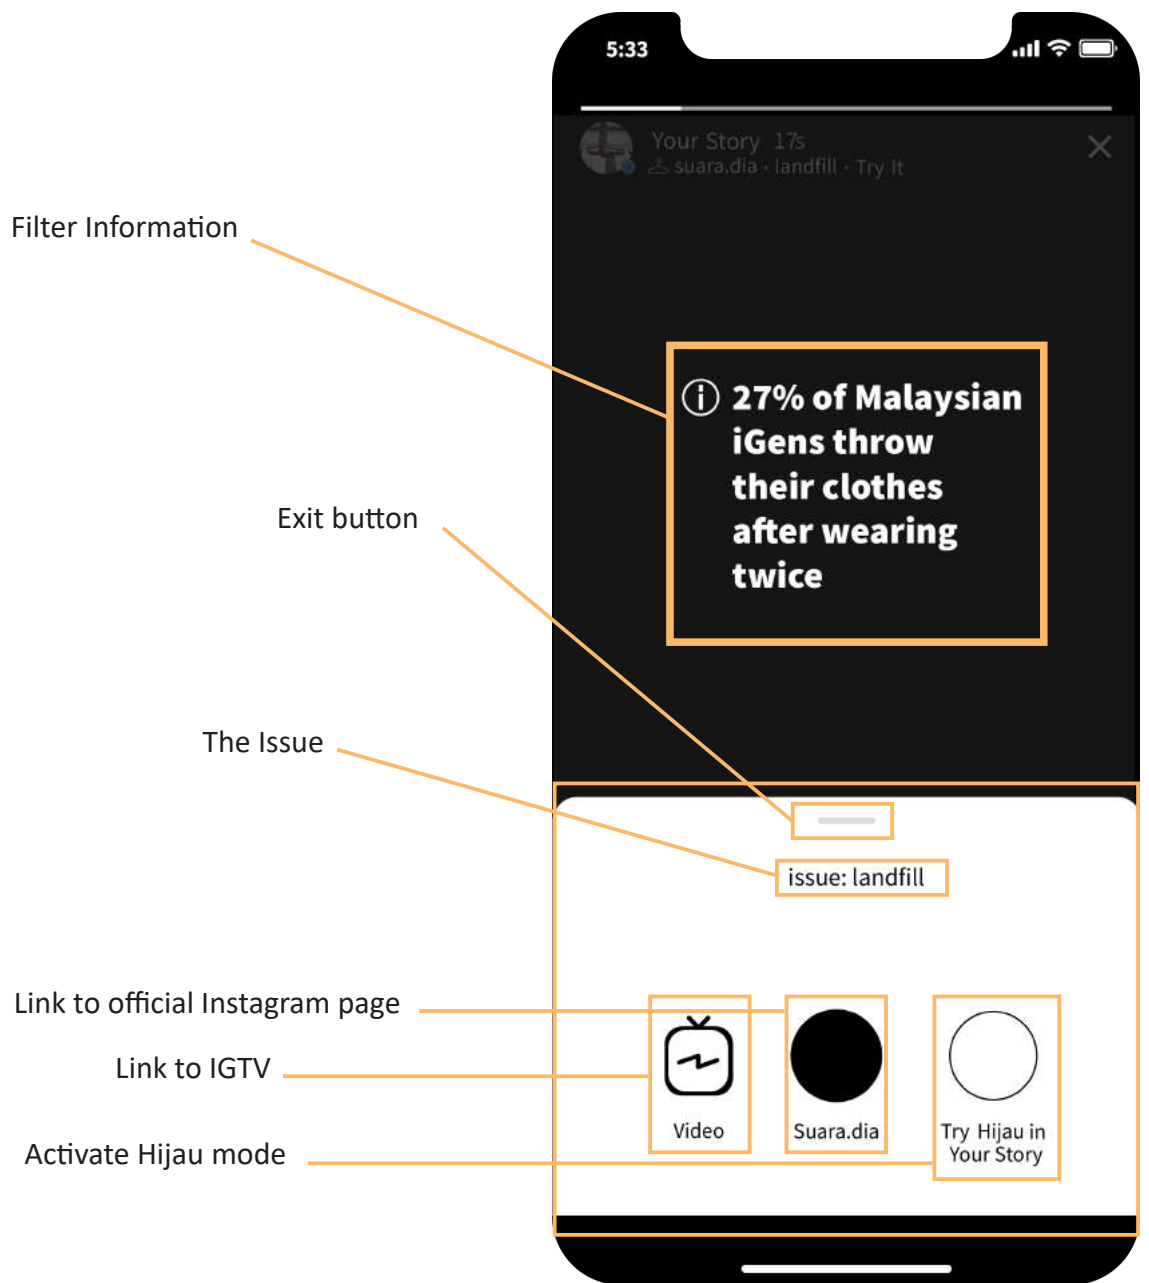 5:33
Your Story 17s
suara.dia · landfill · Try It
Filter Information
27% of Malaysian
iGens throw
their clothes
after wearing
twice
Exit button
The Issue
issue: landfill
Link to official Instagram page
Link to IGTV
Activate Hijau mode
Video
Suara.dia
Try Hijau in
Your Story